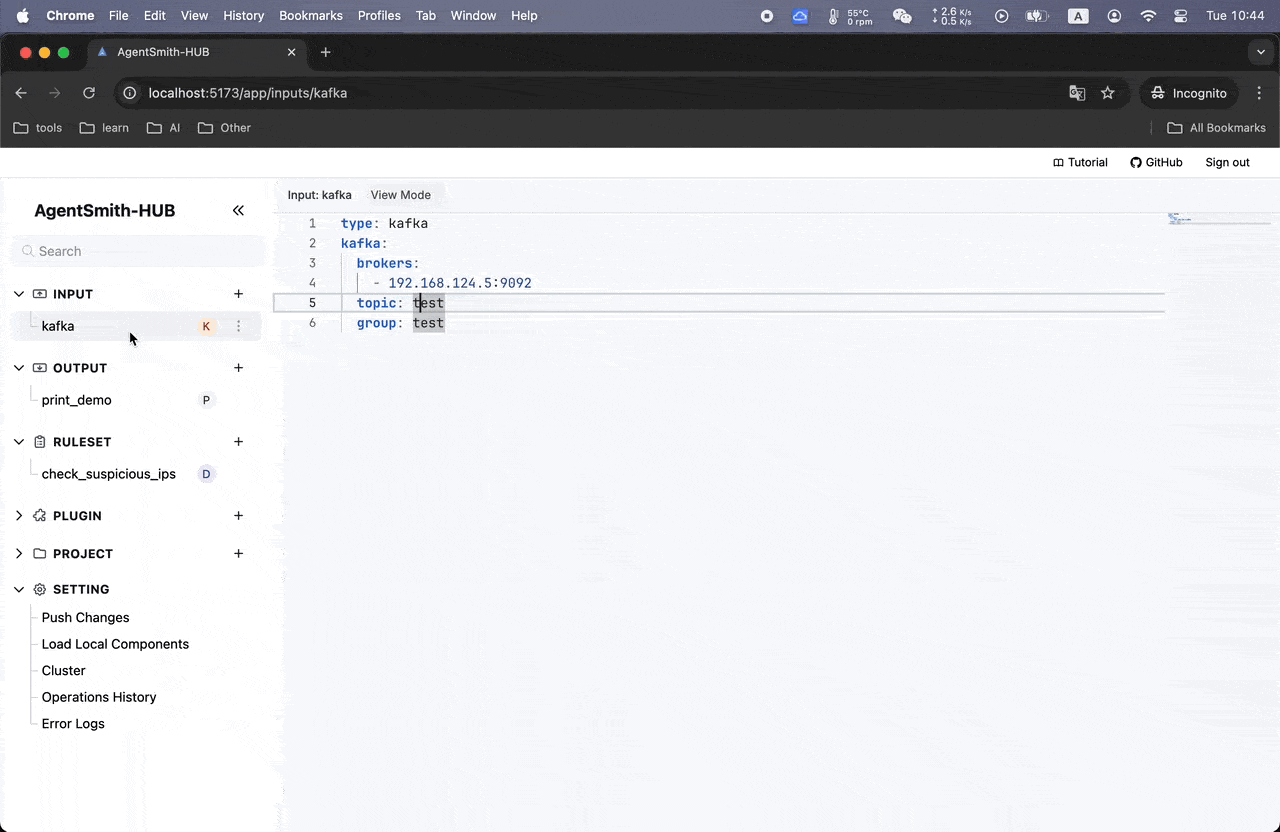 Chrome File Edit View History Bookmarks Profiles Tab Window Help 55°C 0 rpm 2.6 K/s 0.5 K/s A Tue 10:44
AgentSmith-HUB
localhost:5173/app/inputs/kafka Incognito
tools learn AI Other All Bookmarks
Tutorial GitHub Sign out
AgentSmith-HUB
Search
INPUT
kafka K
OUTPUT
print_demo P
RULESET
check_suspicious_ips D
PLUGIN
PROJECT
SETTING
Push Changes
Load Local Components
Cluster
Operations History
Error Logs
Input: kafka View Mode
1 type: kafka
2 kafka:
3 brokers:
4 - 192.168.124.5:9092
5 topic: test
6 group: test